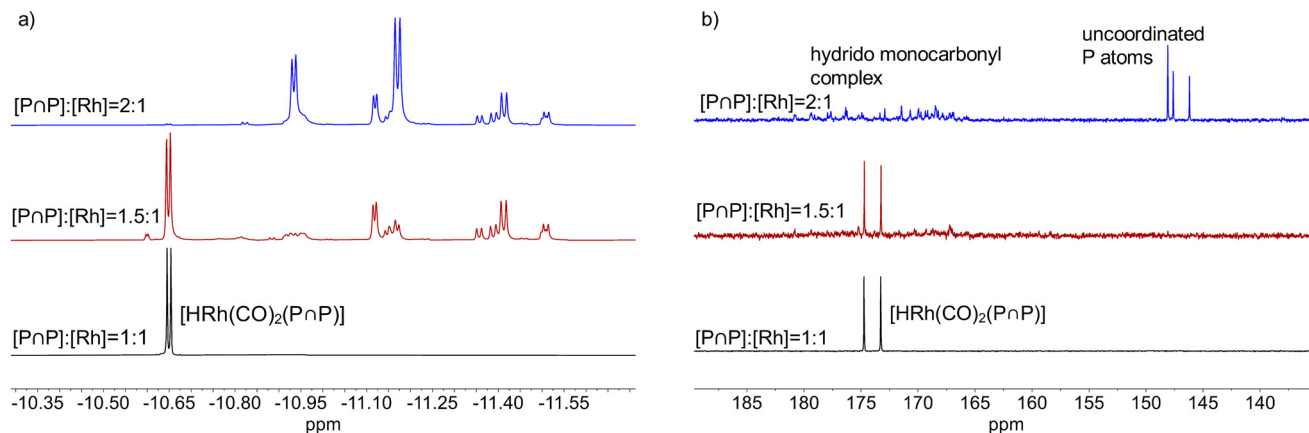 a)
[P∩P]:[Rh]=2:1
[P∩P]:[Rh]=1.5:1
[HRh(CO)₂(P∩P)]
[P∩P]:[Rh]=1:1
-10.35 -10.50 -10.65 -10.80 -10.95 -11.10 -11.25 -11.40 -11.55
ppm
b)
uncoordinated
P atoms
hydrido monocarbonyl
complex
[P∩P]:[Rh]=2:1
[P∩P]:[Rh]=1.5:1
[HRh(CO)₂(P∩P)]
[P∩P]:[Rh]=1:1
185 180 175 170 165 160 155 150 145 140
ppm